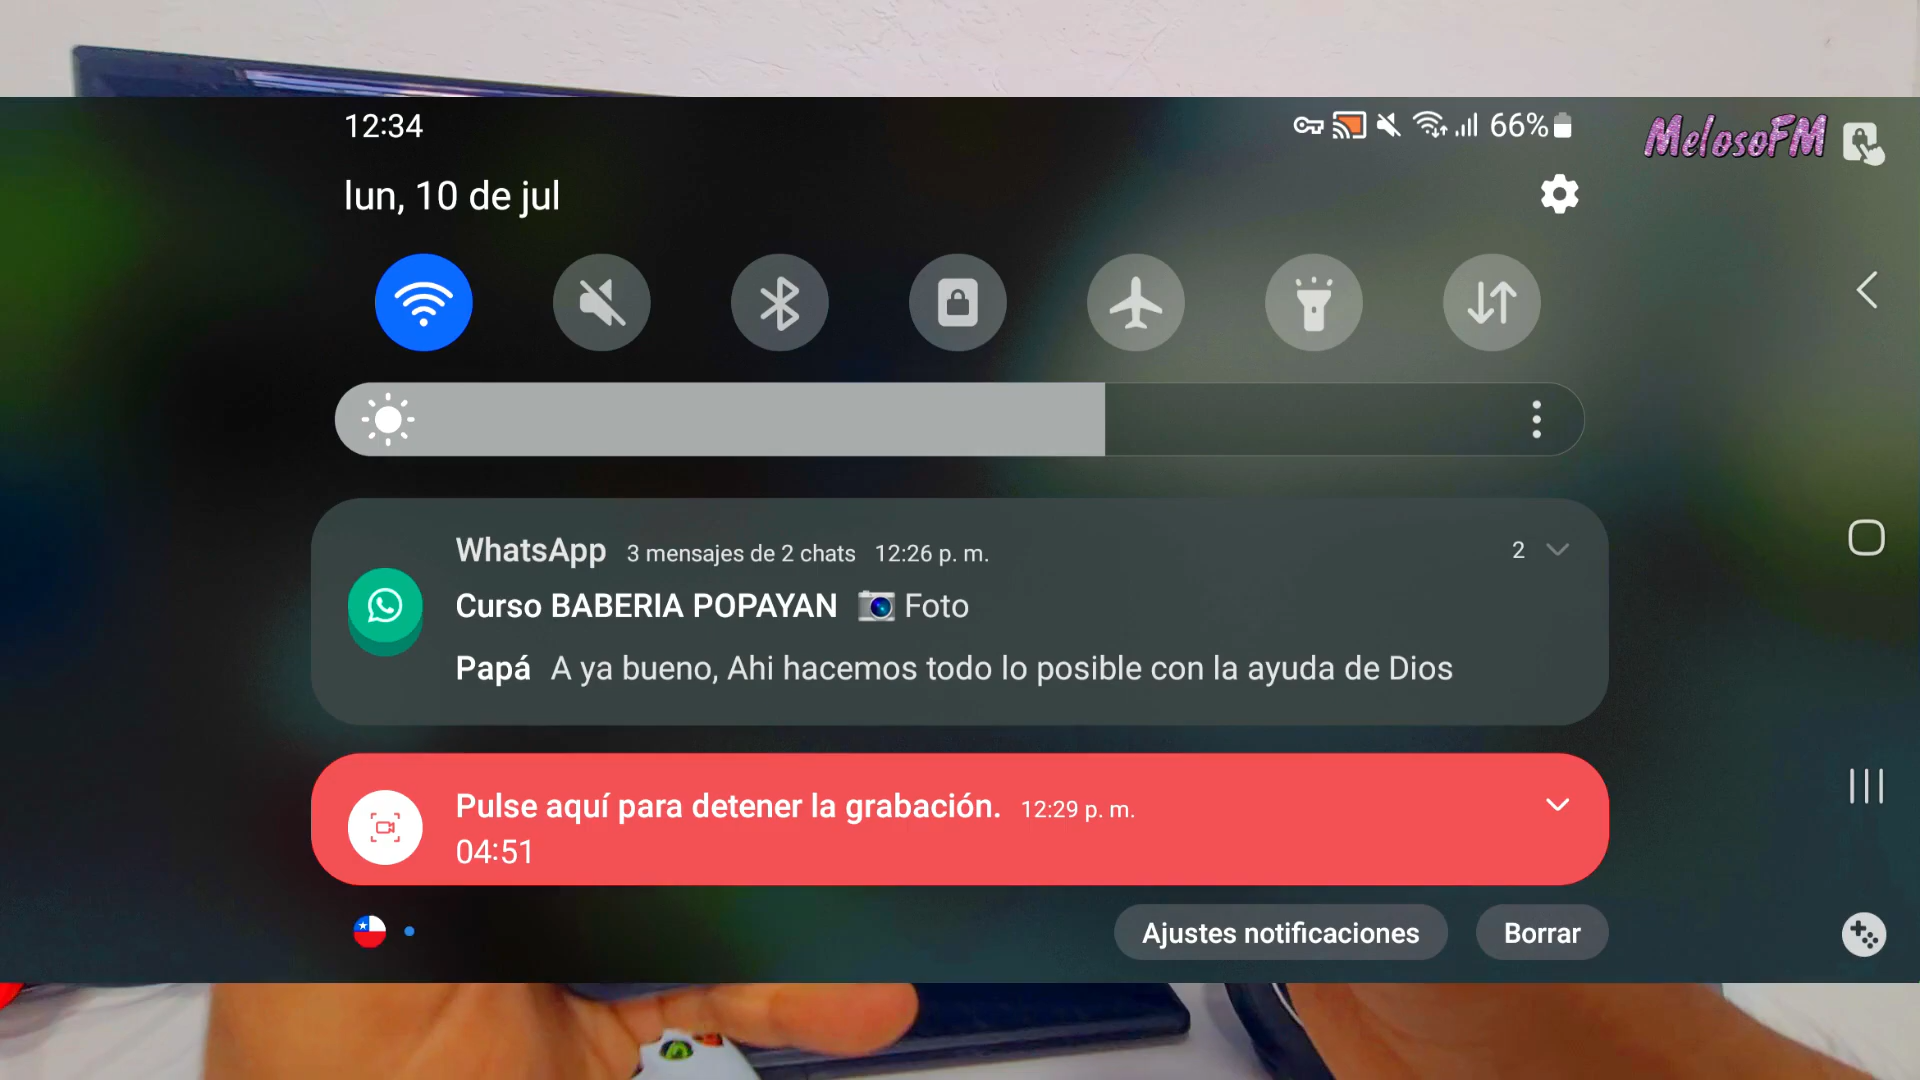 12:34
66%
MelosoFM
lun, 10 de jul
WhatsApp 3 mensajes de 2 chats 12:26 p. m.
2
Curso BABERIA POPAYAN 📷 Foto
Papá A ya bueno, Ahi hacemos todo lo posible con la ayuda de Dios
Pulse aquí para detener la grabación. 12:29 p. m.
04:51
Ajustes notificaciones
Borrar